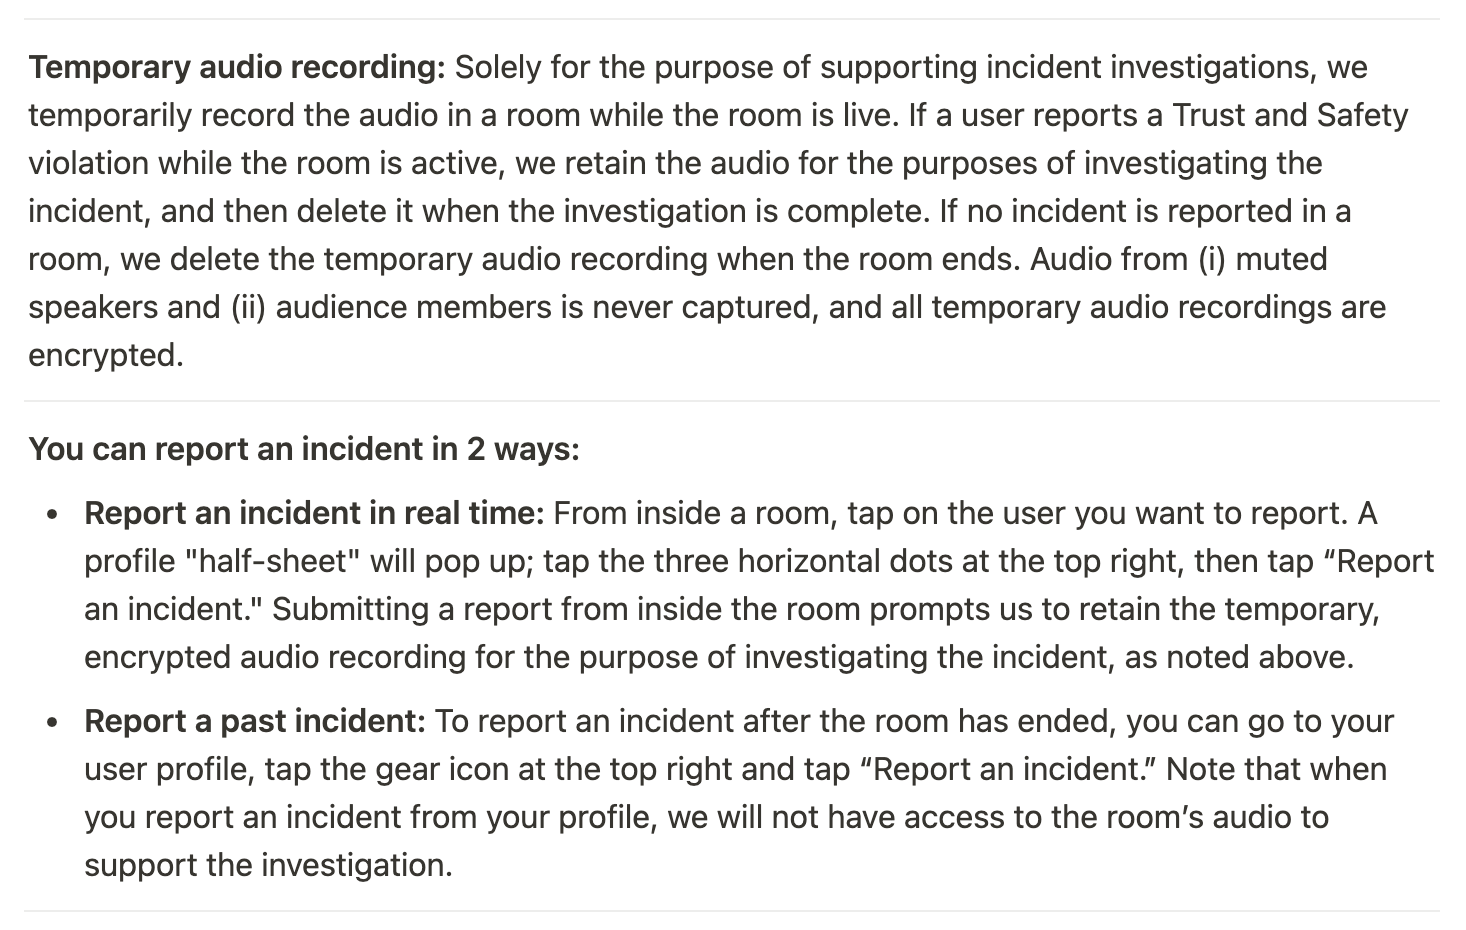 Temporary audio recording: Solely for the purpose of supporting incident investigations, we
temporarily record the audio in a room while the room is live. If a user reports a Trust and Safety
violation while the room is active, we retain the audio for the purposes of investigating the
incident, and then delete it when the investigation is complete. If no incident is reported in a
room, we delete the temporary audio recording when the room ends. Audio from (i) muted
speakers and (ii) audience members is never captured, and all temporary audio recordings are
encrypted.
You can report an incident in 2 ways:
• Report an incident in real time: From inside a room, tap on the user you want to report. A
profile "half-sheet" will pop up; tap the three horizontal dots at the top right, then tap “Report
an incident." Submitting a report from inside the room prompts us to retain the temporary,
encrypted audio recording for the purpose of investigating the incident, as noted above.
• Report a past incident: To report an incident after the room has ended, you can go to your
user profile, tap the gear icon at the top right and tap “Report an incident.” Note that when
you report an incident from your profile, we will not have access to the room’s audio to
support the investigation.